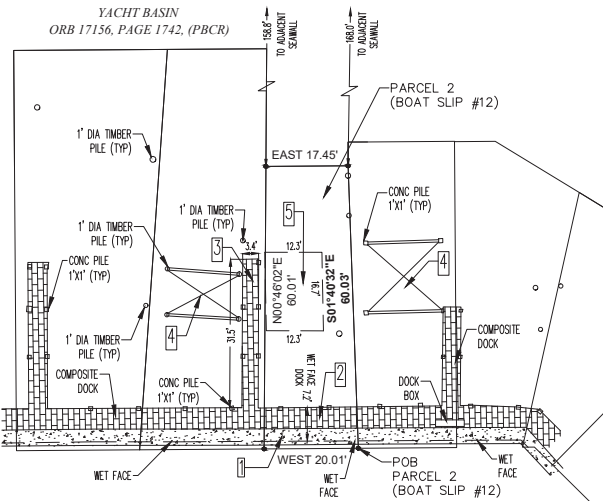 YACHT BASIN
ORB 17156, PAGE 1742, (PBCR)
158.8'
TO ADJACENT
SEAWALL
168.0'
TO ADJACENT
SEAWALL
PARCEL 2
(BOAT SLIP #12)
1' DIA TIMBER
PILE (TYP)
EAST 17.45'
CONC PILE
1'X1' (TYP)
1' DIA TIMBER
PILE (TYP)
1' DIA TIMBER
PILE (TYP)
3
3.4'
5
12.3'
4
CONC PILE
1'X1' (TYP)
N00°46'02"E
60.01'
16.7'
S01°40'32"E
60.03'
4
31.5'
12.3'
1' DIA TIMBER
PILE (TYP)
COMPOSITE
DOCK
COMPOSITE
DOCK
CONC PILE
1'X1' (TYP)
WET FACE 7.2'
DOCK
2
DOCK
BOX
1
WEST 20.01'
WET FACE
WET
FACE
POB
PARCEL 2
(BOAT SLIP #12)
WET
FACE